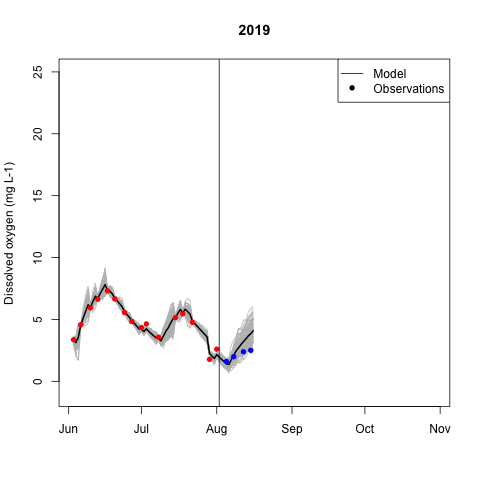 2019
Model
Observations
Dissolved oxygen (mg L-1)
25
20
15
10
5
0
Jun Jul Aug Sep Oct Nov